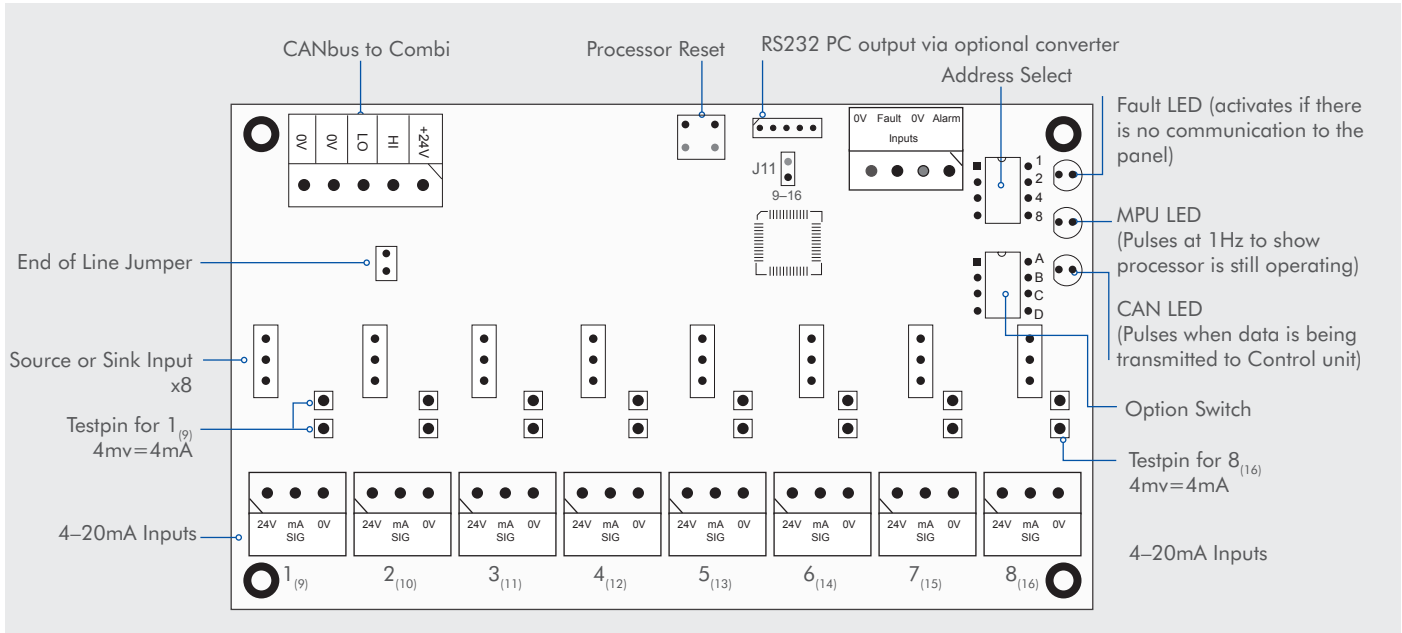 CANbus to Combi
Processor Reset
RS232 PC output via optional converter
Address Select
Fault LED (activates if there
is no communication to the
panel)
0V
0V
LO
HI
+24V
0V Fault 0V Alarm
Inputs
J11
9–16
1
2
4
8
MPU LED
(Pulses at 1Hz to show
processor is still operating)
End of Line Jumper
A
B
C
D
CAN LED
(Pulses when data is being
transmitted to Control unit)
Source or Sink Input
x8
Option Switch
Testpin for 1(9)
4mv=4mA
Testpin for 8(16)
4mv=4mA
4–20mA Inputs
24V mA 0V
SIG
24V mA 0V
SIG
24V mA 0V
SIG
24V mA 0V
SIG
24V mA 0V
SIG
24V mA 0V
SIG
24V mA 0V
SIG
24V mA 0V
SIG
4–20mA Inputs
1(9) 2(10) 3(11) 4(12) 5(13) 6(14) 7(15) 8(16)